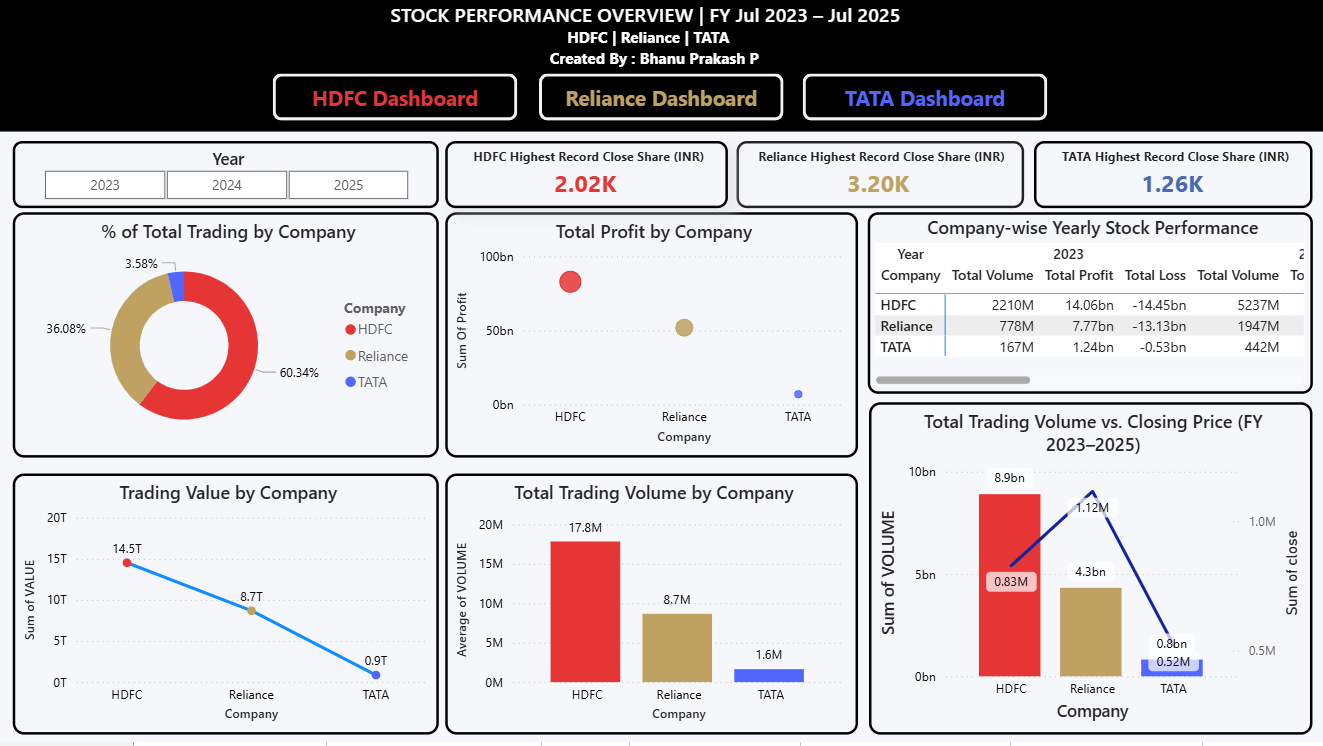 STOCK PERFORMANCE OVERVIEW | FY Jul 2023 – Jul 2025
HDFC | Reliance | TATA
Created By : Bhanu Prakash P
HDFC Dashboard
Reliance Dashboard
TATA Dashboard
Year
2023
2024
2025
HDFC Highest Record Close Share (INR)
2.02K
Reliance Highest Record Close Share (INR)
3.20K
TATA Highest Record Close Share (INR)
1.26K
% of Total Trading by Company
3.58%
36.08%
60.34%
Company
HDFC
Reliance
TATA
Total Profit by Company
Sum Of Profit
100bn
50bn
0bn
HDFC
Reliance
TATA
Company
Company-wise Yearly Stock Performance
Year 2023 2
Company Total Volume Total Profit Total Loss Total Volume To
HDFC 2210M 14.06bn -14.45bn 5237M
Reliance 778M 7.77bn -13.13bn 1947M
TATA 167M 1.24bn -0.53bn 442M
Trading Value by Company
Sum of VALUE
20T
15T
10T
5T
0T
14.5T
8.7T
0.9T
HDFC
Reliance
TATA
Company
Total Trading Volume by Company
Average of VOLUME
20M
15M
10M
5M
0M
17.8M
8.7M
1.6M
HDFC
Reliance
TATA
Company
Total Trading Volume vs. Closing Price (FY
2023–2025)
Sum of VOLUME
10bn
5bn
0bn
8.9bn
4.3bn
0.8bn
0.83M
1.12M
0.52M
1.0M
0.5M
Sum of close
HDFC
Reliance
TATA
Company